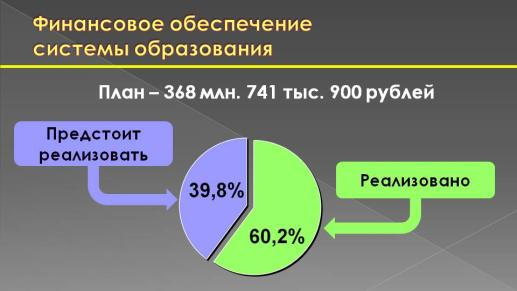 Финансовое обеспечение
системы образования
План – 368 млн. 741 тыс. 900 рублей
Предстоит
реализовать
Реализовано
39,8%
60,2%